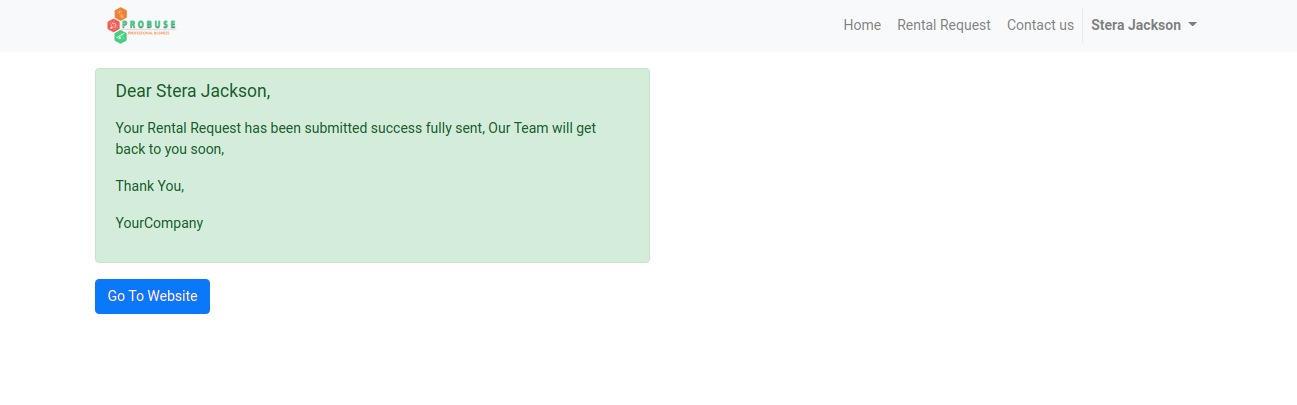 PROBUSE
PROFESSIONAL BUSINESS
Home Rental Request Contact us Stera Jackson
Dear Stera Jackson,
Your Rental Request has been submitted success fully sent, Our Team will get
back to you soon,
Thank You,
YourCompany
Go To Website